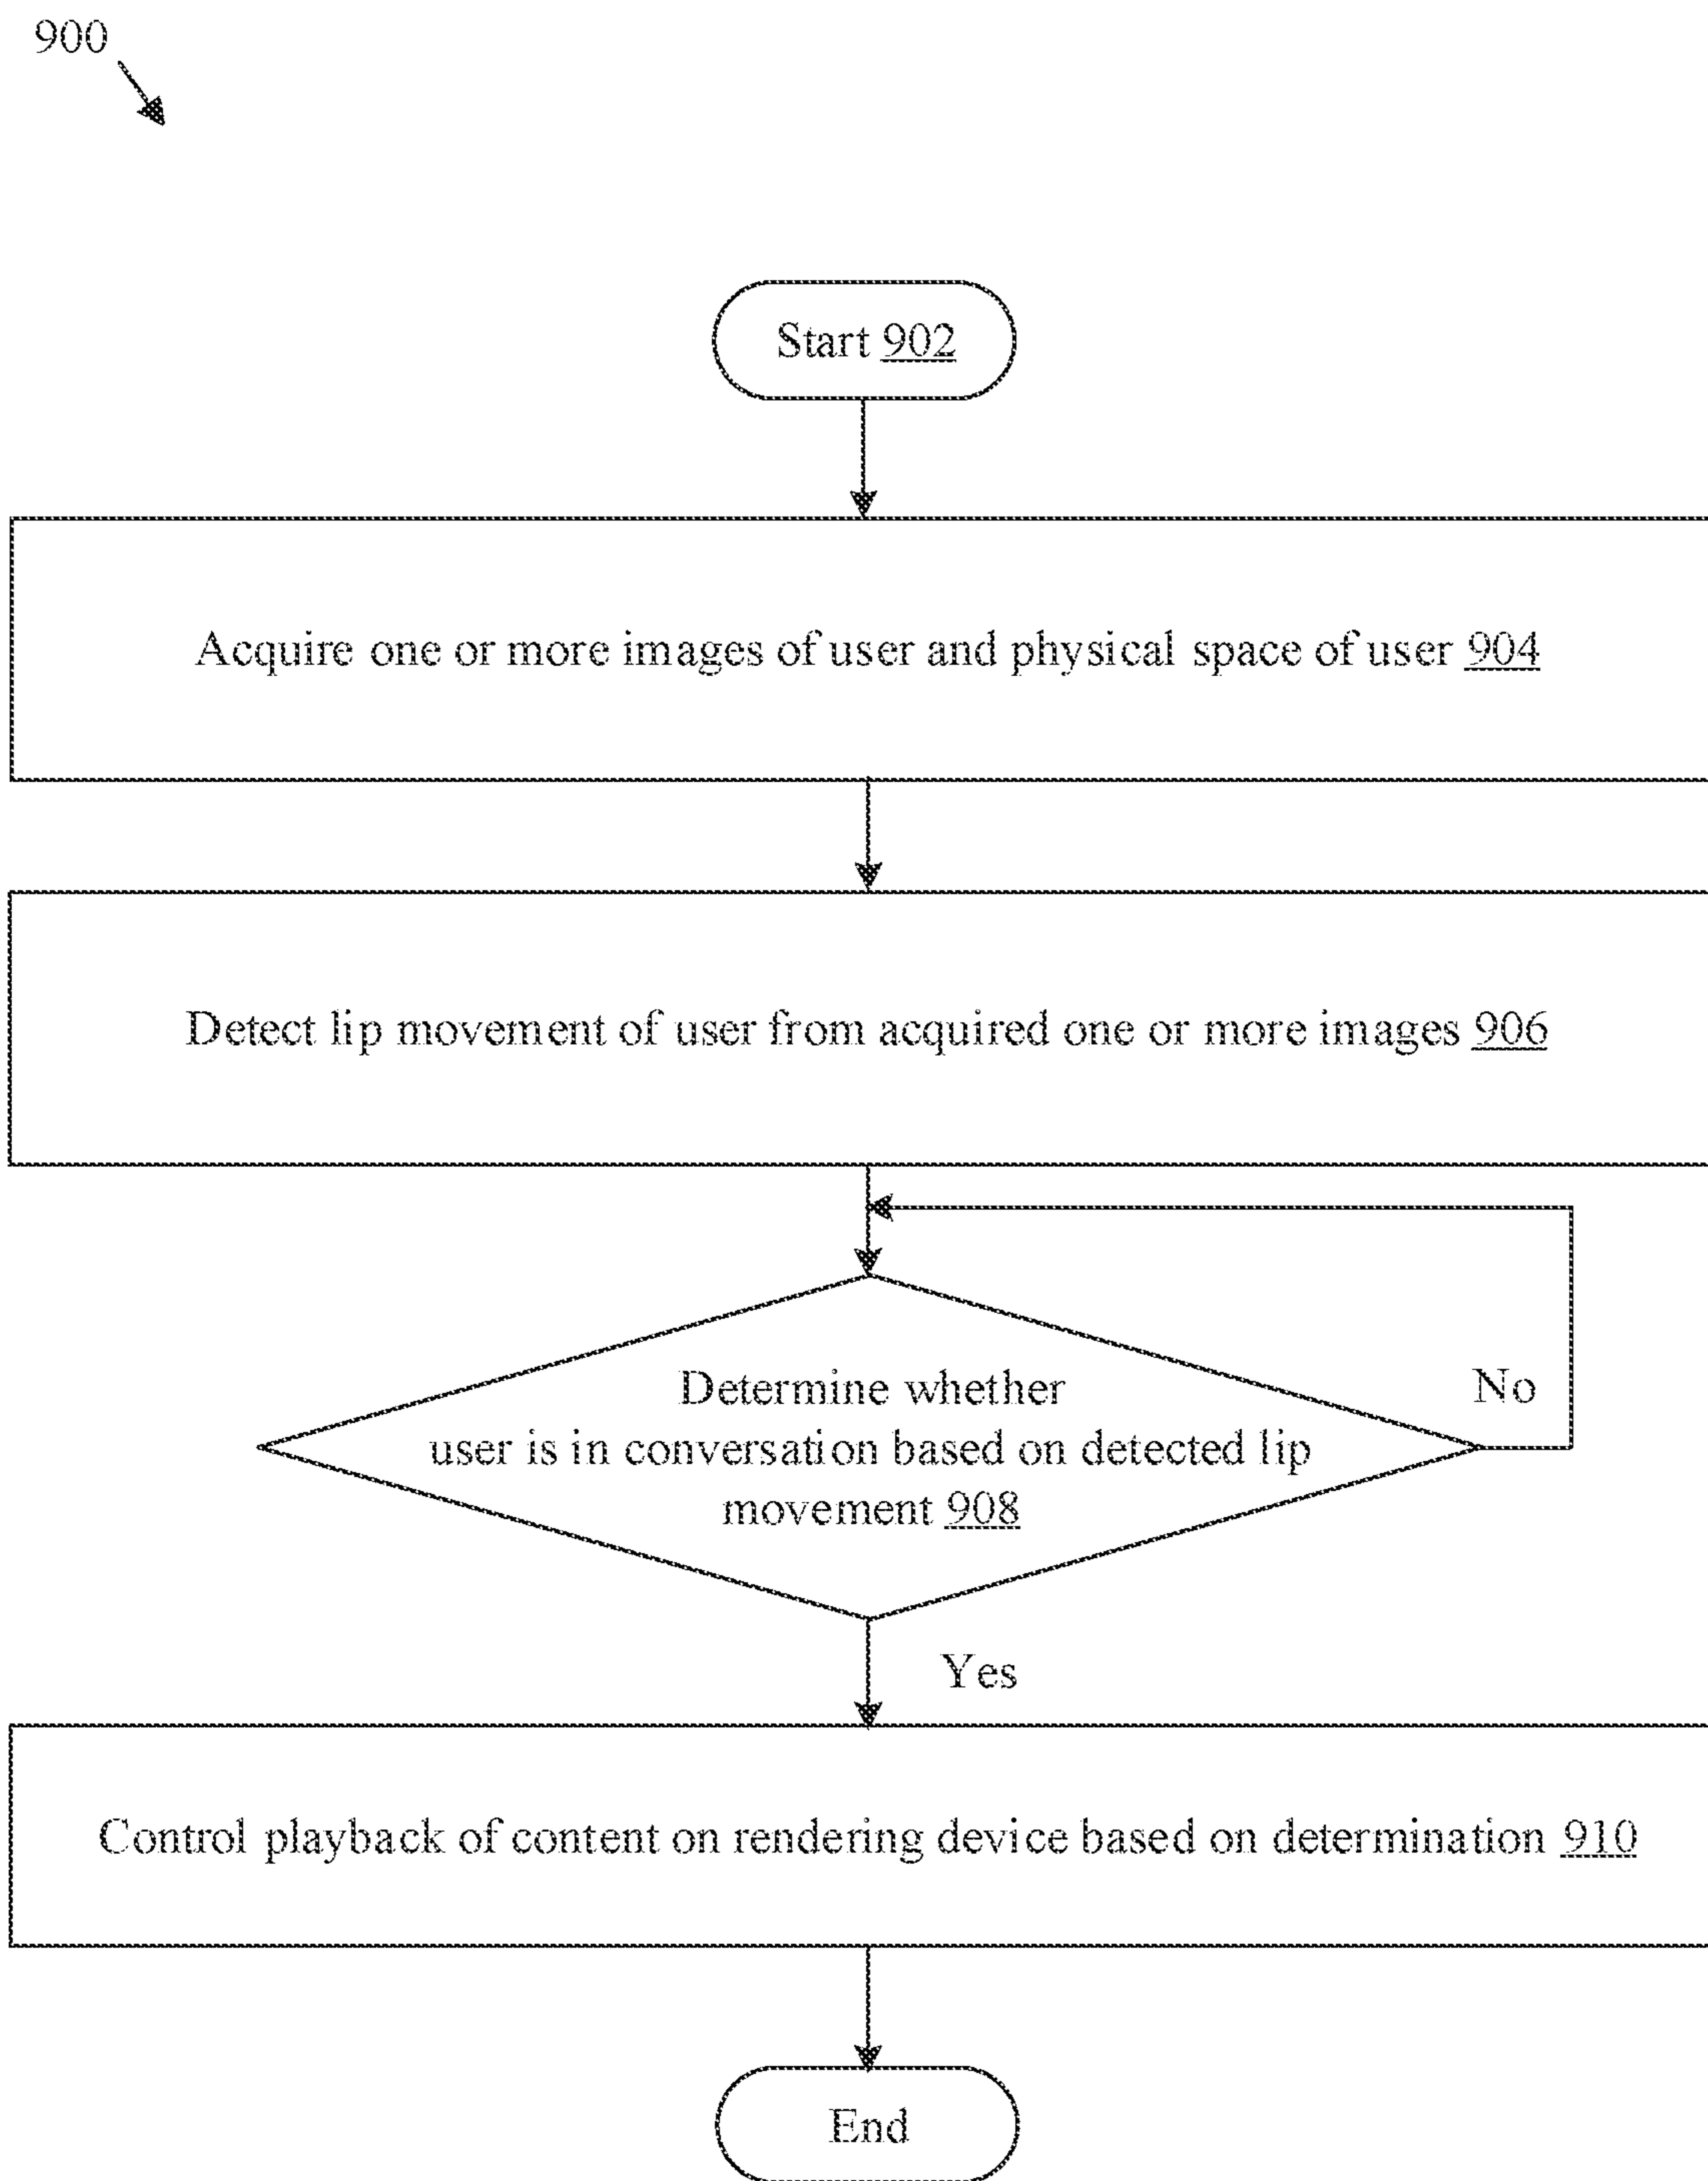 900
Start 902
Acquire one or more images of user and physical space of user 904
Detect lip movement of user from acquired one or more images 906
Determine whether
user is in conversation based on detected lip
movement 908
No
Yes
Control playback of content on rendering device based on determination 910
End